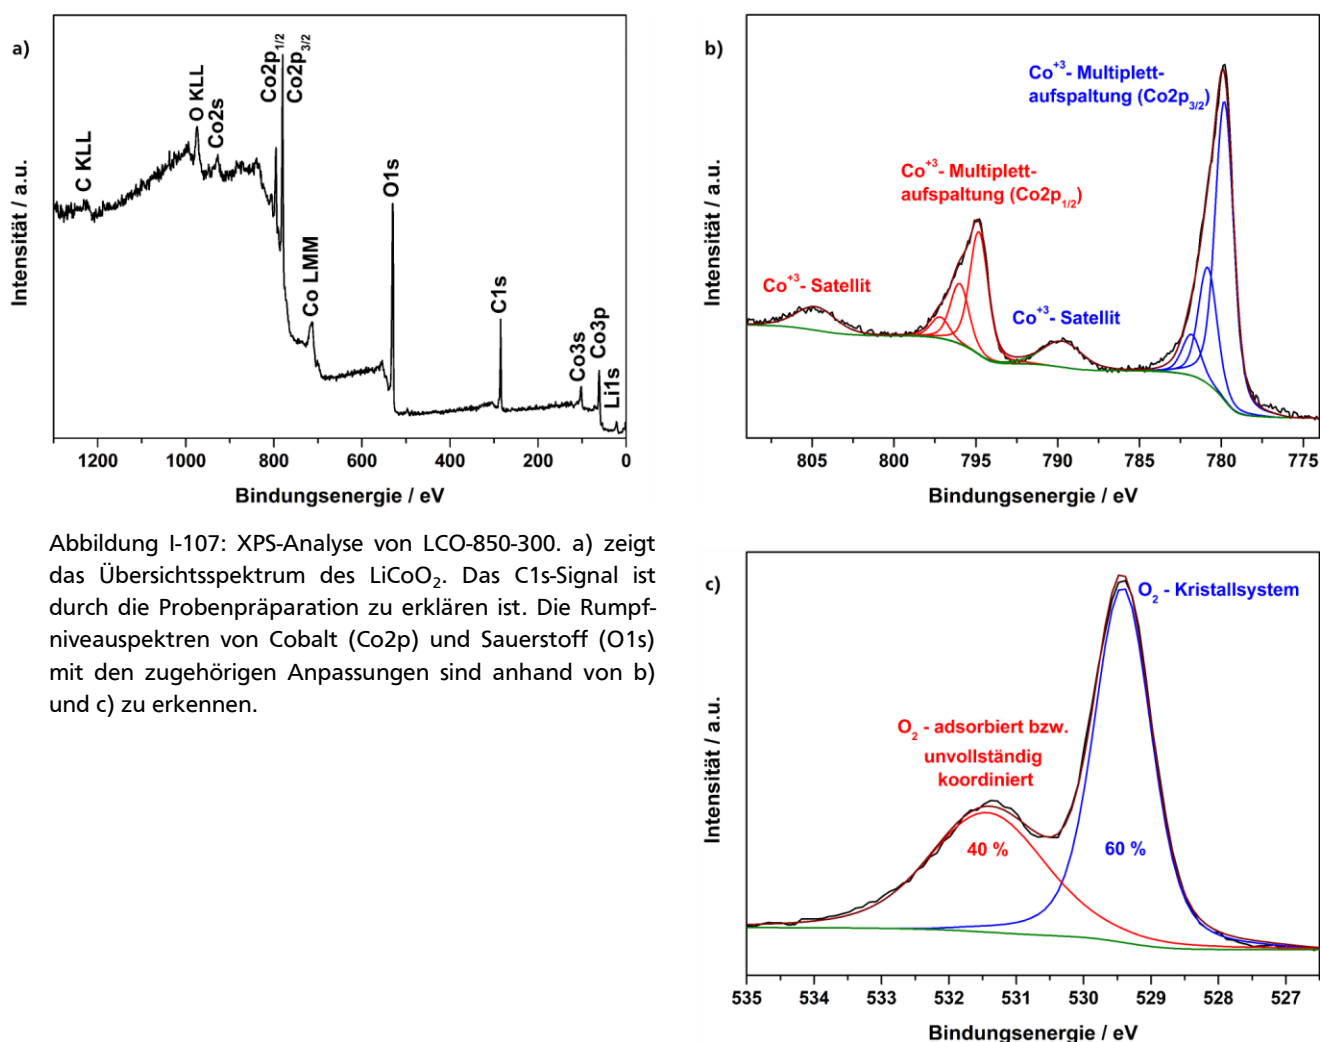 a)
Intensität / a.u.
C KLL
O KLL
Co2s
Co2p1/2
Co2p3/2
Co LMM
O1s
C1s
Co3s
Co3p
Li1s
1200 1000 800 600 400 200 0
Bindungsenergie / eV
Abbildung I-107: XPS-Analyse von LCO-850-300. a) zeigt
das Übersichtsspektrum des LiCoO2. Das C1s-Signal ist
durch die Probenpräparation zu erklären ist. Die Rumpf-
niveauspektren von Cobalt (Co2p) und Sauerstoff (O1s)
mit den zugehörigen Anpassungen sind anhand von b)
und c) zu erkennen.
b)
Intensität / a.u.
Co+3- Multiplett-
aufspaltung (Co2p3/2)
Co+3- Multiplett-
aufspaltung (Co2p1/2)
Co+3- Satellit
Co+3- Satellit
805 800 795 790 785 780 775
Bindungsenergie / eV
c)
Intensität / a.u.
O2 - Kristallsystem
O2 - adsorbiert bzw.
unvollständig
koordiniert
40 %
60 %
535 534 533 532 531 530 529 528 527
Bindungsenergie / eV